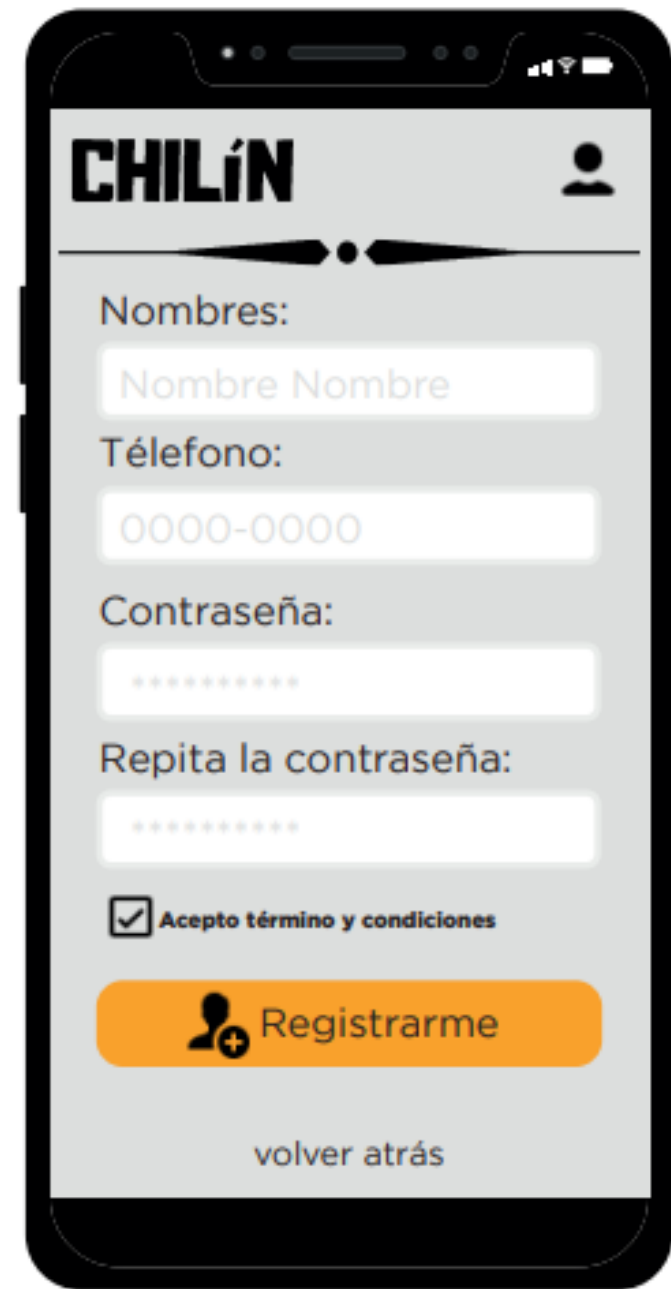 CHILíN
Nombres:
Nombre Nombre
Télefono:
0000-0000
Contraseña:
**********
Repita la contraseña:
**********
Acepto término y condiciones
Registrarme
volver atrás